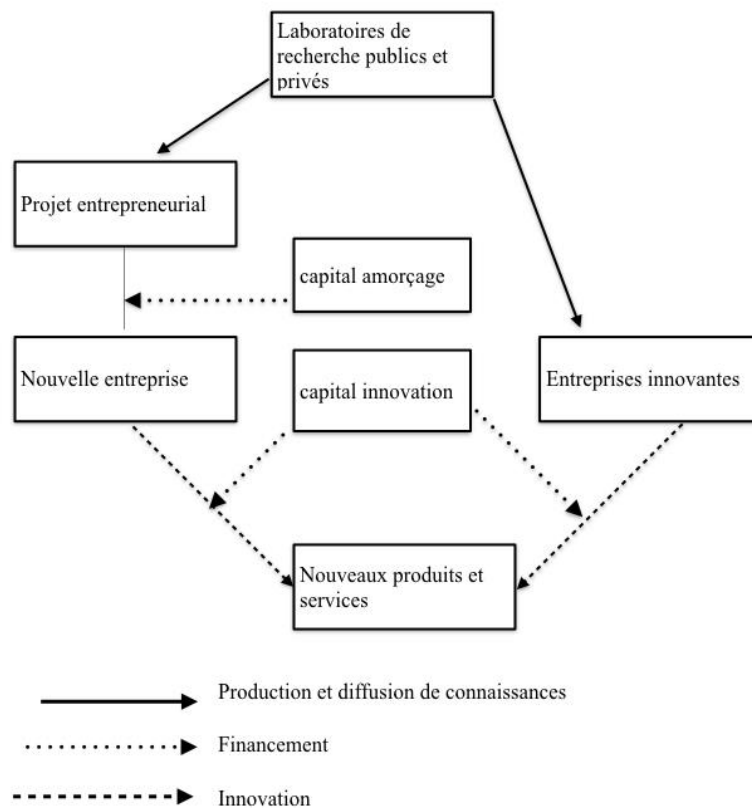 Laboratoires de
recherche publics et
privés
Projet entrepreneurial
capital amorçage
Nouvelle entreprise
capital innovation
Entreprises innovantes
Nouveaux produits et
services
Production et diffusion de connaissances
Financement
Innovation